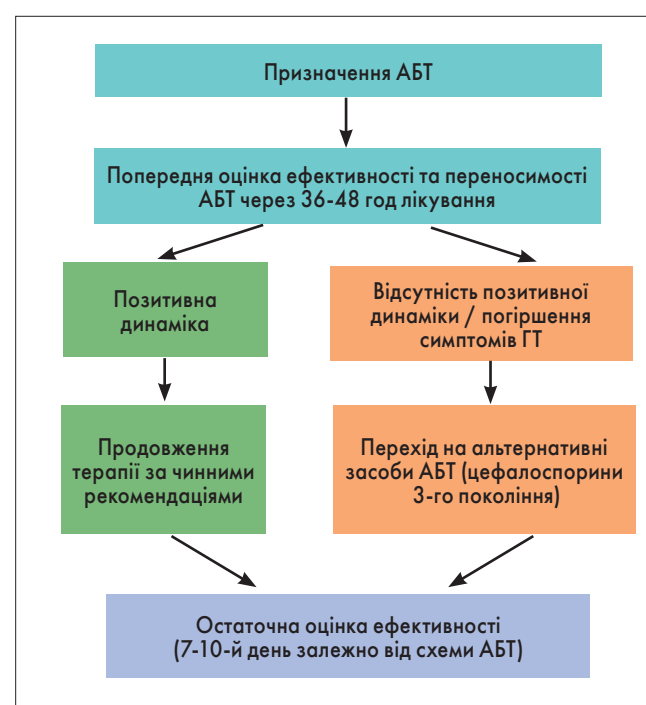 Призначення АБТ
Попередня оцінка ефективності та переносимості
АБТ через 36-48 год лікування
Позитивна
динаміка
Відсутність позитивної
динаміки / погіршення
симптомів ГТ
Продовження
терапії за чинними
рекомендаціями
Перехід на альтернативні
засоби АБТ (цефалоспорини
3-го покоління)
Остаточна оцінка ефективності
(7-10-й день залежно від схеми АБТ)